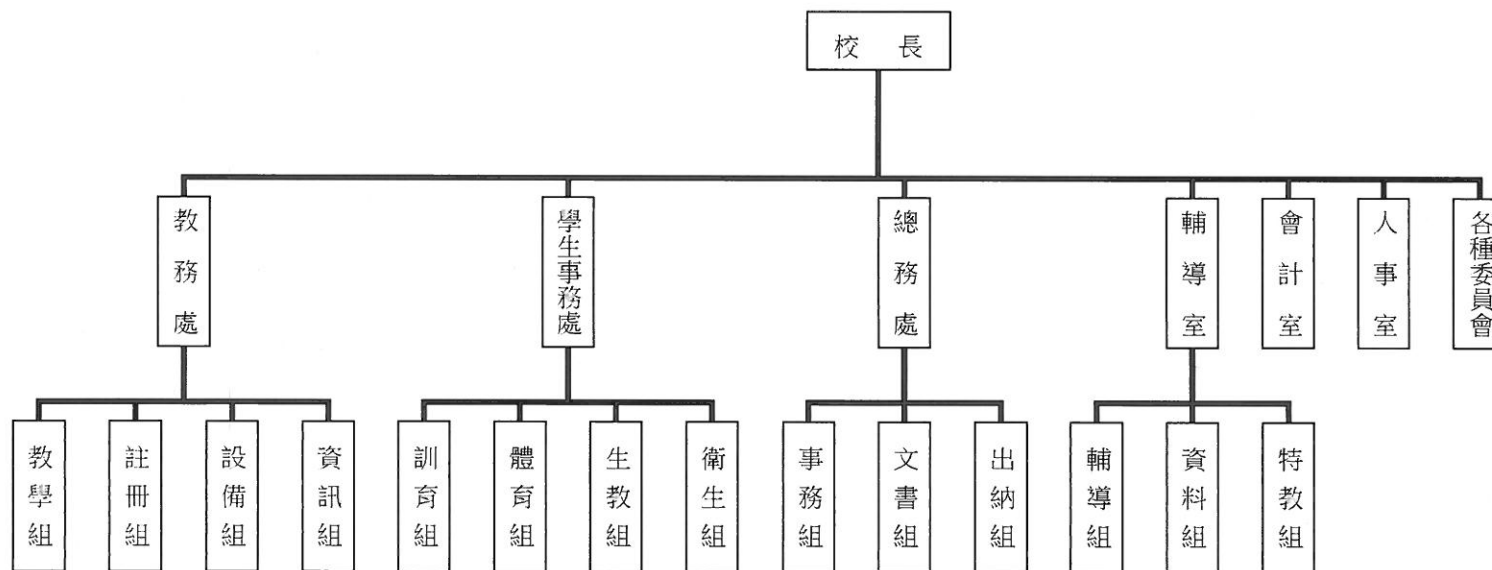 校長
教務處
學生事務處
總務處
輔導室
會計室
人事室
各種委員會
教學組
註冊組
設備組
資訊組
訓育組
體育組
生教組
衛生組
事務組
文書組
出納組
輔導組
資料組
特教組